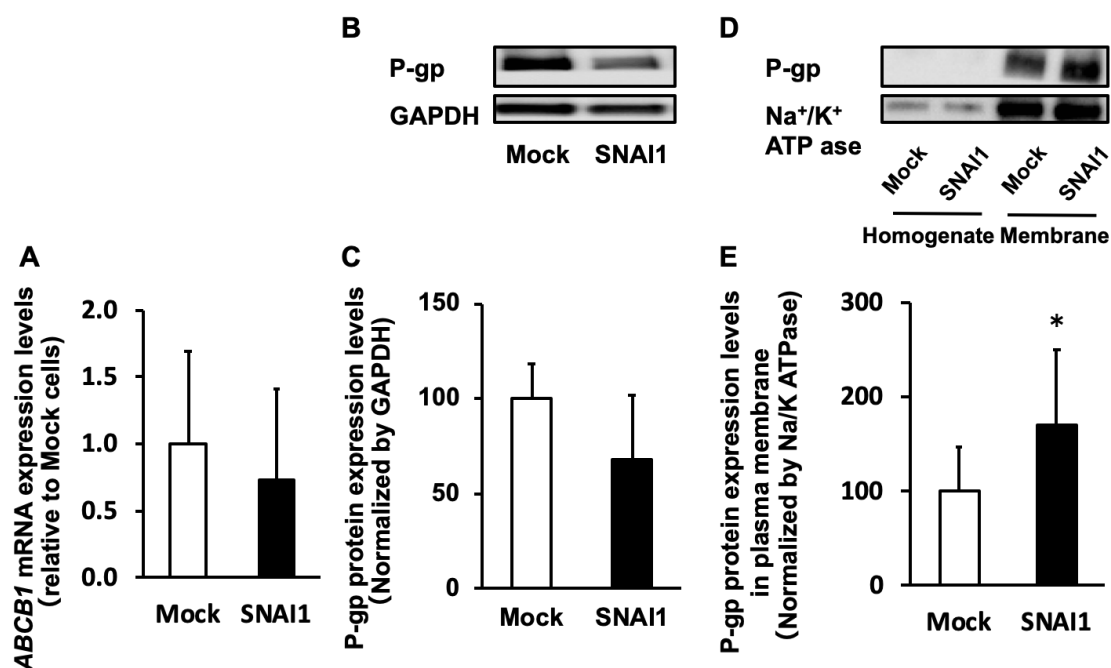 B
P-gp
GAPDH
Mock SNAI1
D
P-gp
Na⁺/K⁺
ATP ase
Mock
SNAI1
Mock
SNAI1
Homogenate Membrane
A
ABCB1 mRNA expression levels
(relative to Mock cells)
2.0
1.5
1.0
0.5
0.0
Mock SNAI1
C
P-gp protein expression levels
(Normalized by GAPDH)
150
100
50
0
Mock SNAI1
E
P-gp protein expression levels
in plasma membrane
(Normalized by Na/K ATPase)
300
200
100
0
*
Mock SNAI1